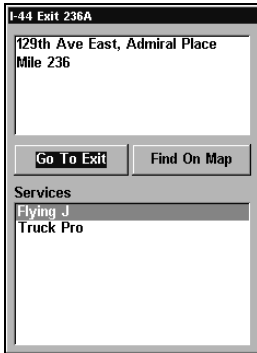 I-44 Exit 236A
129th Ave East, Admiral Place
Mile 236
Go To Exit
Find On Map
Services
Flying J
Truck Pro